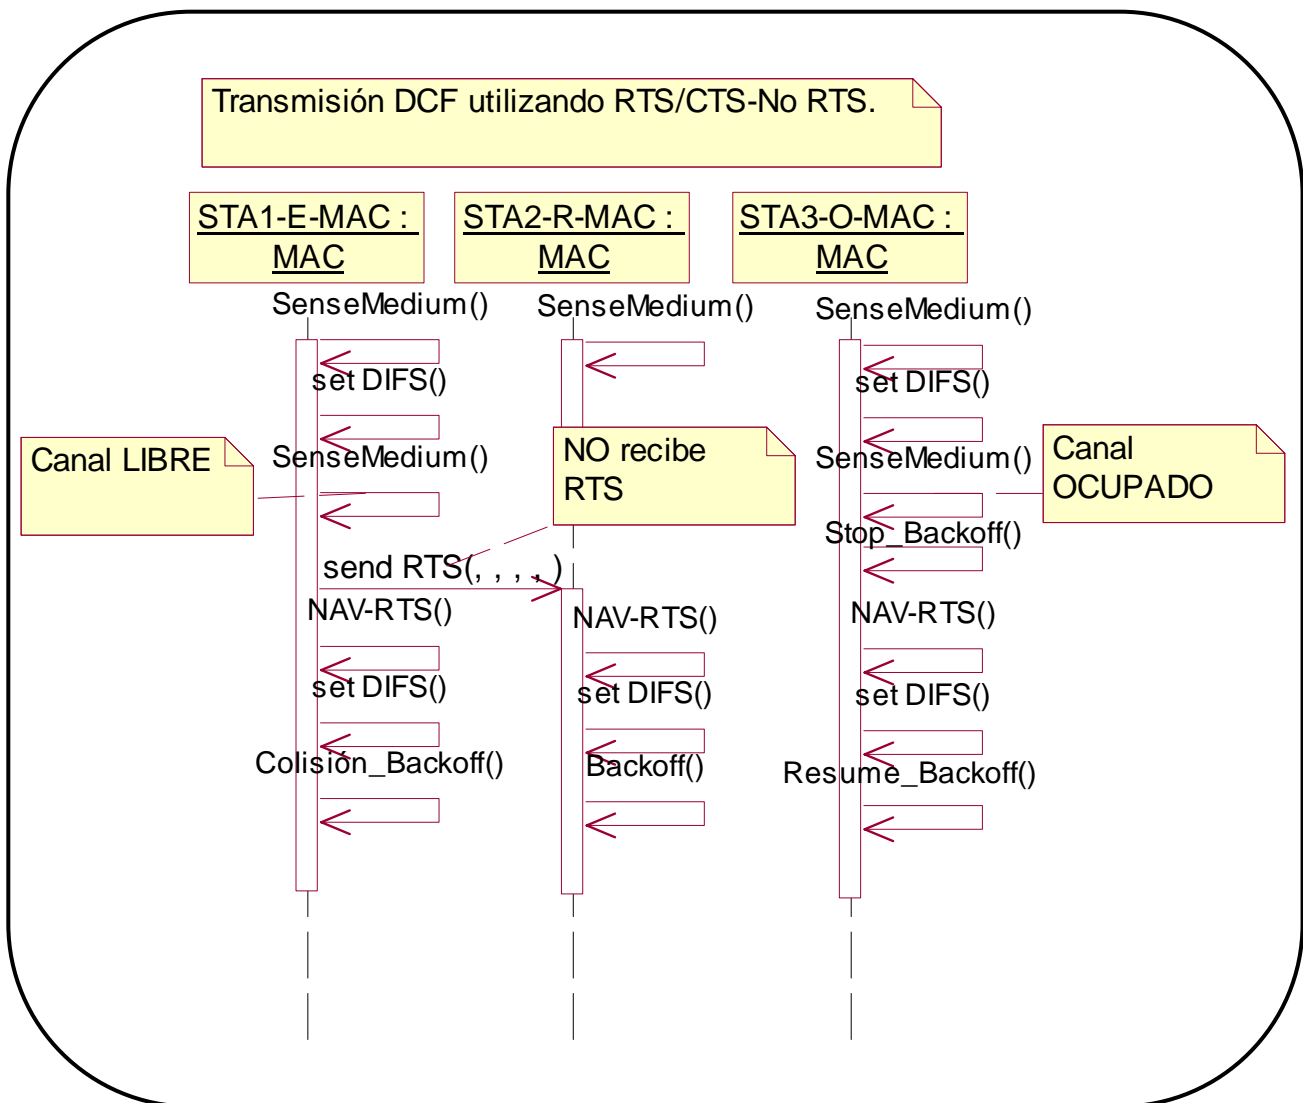 Transmisión DCF utilizando RTS/CTS-No RTS.
STA1-E-MAC :
MAC
STA2-R-MAC :
MAC
STA3-O-MAC :
MAC
SenseMedium()
SenseMedium()
SenseMedium()
set DIFS()
set DIFS()
Canal LIBRE
SenseMedium()
NO recibe
RTS
SenseMedium()
Canal
OCUPADO
Stop_Backoff()
send RTS(, , , , )
NAV-RTS()
NAV-RTS()
NAV-RTS()
set DIFS()
set DIFS()
set DIFS()
Colisión_Backoff()
Backoff()
Resume_Backoff()